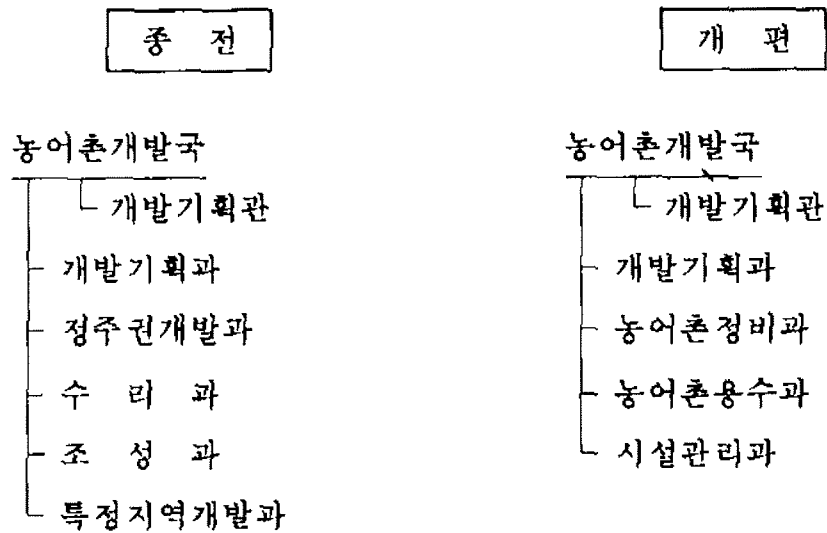 종 전
농어촌개발국
개발기획관
개발기획과
정주권개발과
수 리 과
조 성 과
특정지역개발과
개 편
농어촌개발국
개발기획관
개발기획과
농어촌정비과
농어촌용수과
시설관리과